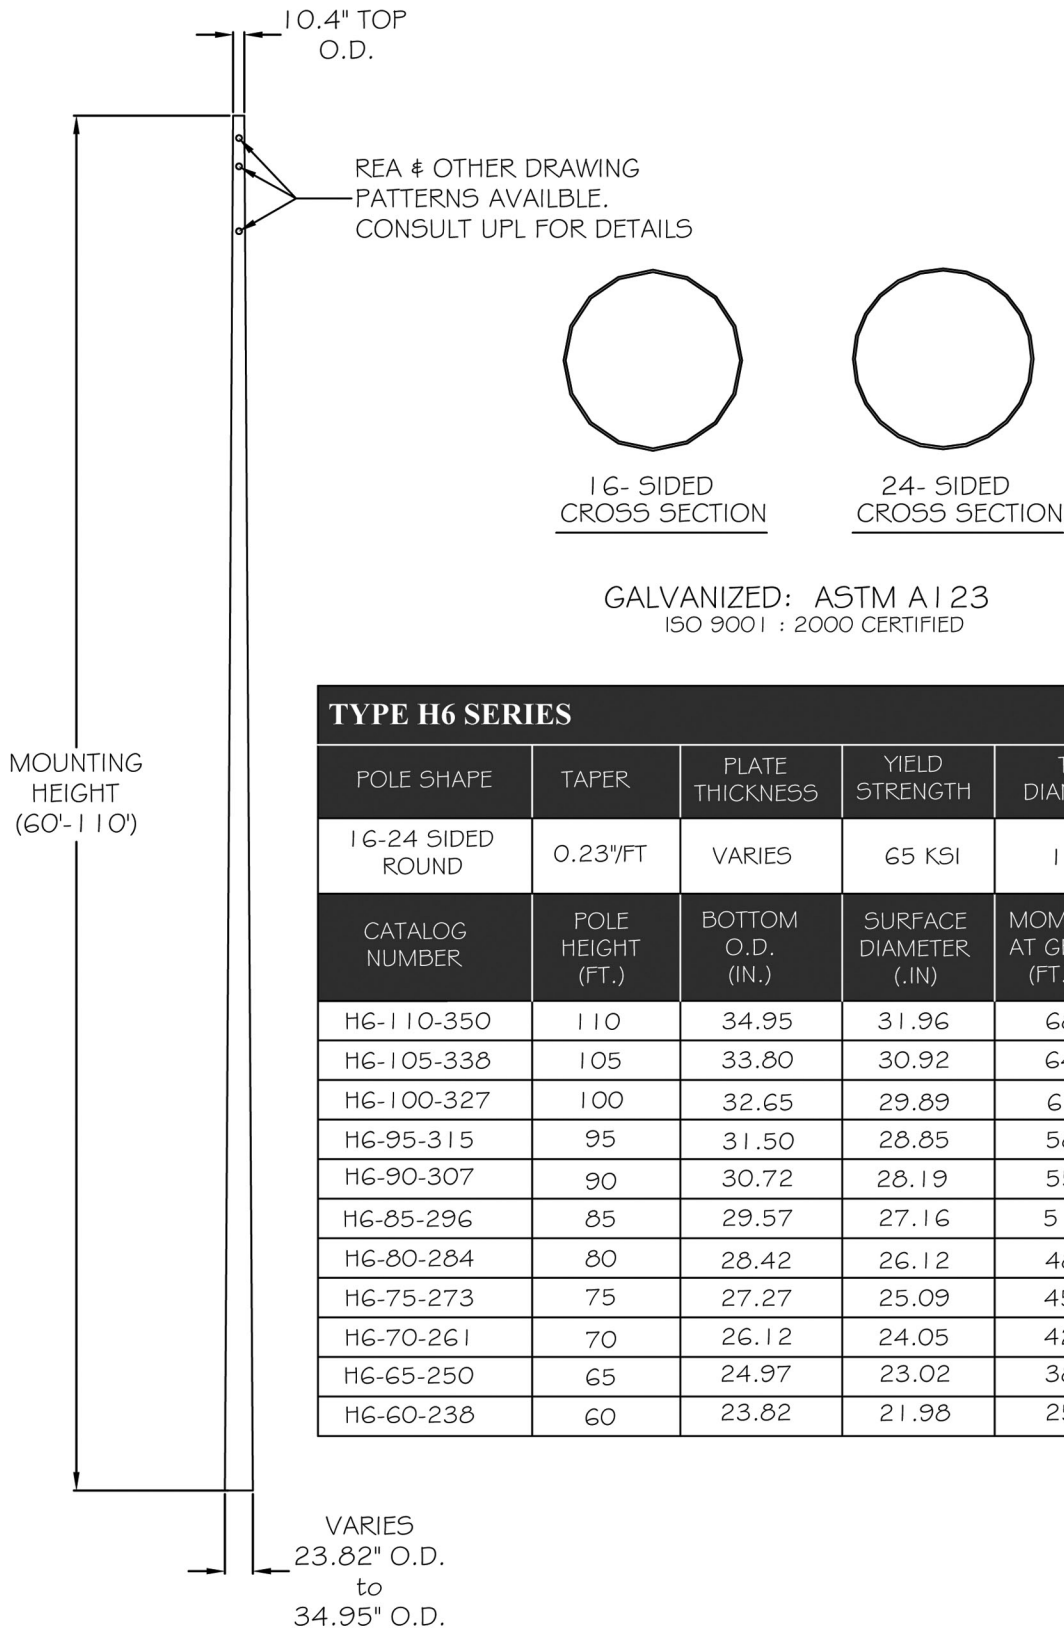 10.4" TOP
O.D.
REA & OTHER DRAWING
PATTERNS AVAILBLE.
CONSULT UPL FOR DETAILS
16- SIDED
CROSS SECTION
24- SIDED
CROSS SECTION
GALVANIZED: ASTM A123
ISO 9001 : 2000 CERTIFIED
MOUNTING
HEIGHT
(60'-110')
TYPE H6 SERIES
POLE SHAPE TAPER PLATE THICKNESS YIELD STRENGTH
16-24 SIDED ROUND 0.23"/FT VARIES 65 KSI
CATALOG NUMBER POLE HEIGHT (FT.) BOTTOM O.D. (IN.) SURFACE DIAMETER (.IN)
H6-110-350 110 34.95 31.96
H6-105-338 105 33.80 30.92
H6-100-327 100 32.65 29.89
H6-95-315 95 31.50 28.85
H6-90-307 90 30.72 28.19
H6-85-296 85 29.57 27.16
H6-80-284 80 28.42 26.12
H6-75-273 75 27.27 25.09
H6-70-261 70 26.12 24.05
H6-65-250 65 24.97 23.02
H6-60-238 60 23.82 21.98
VARIES
23.82" O.D.
to
34.95" O.D.